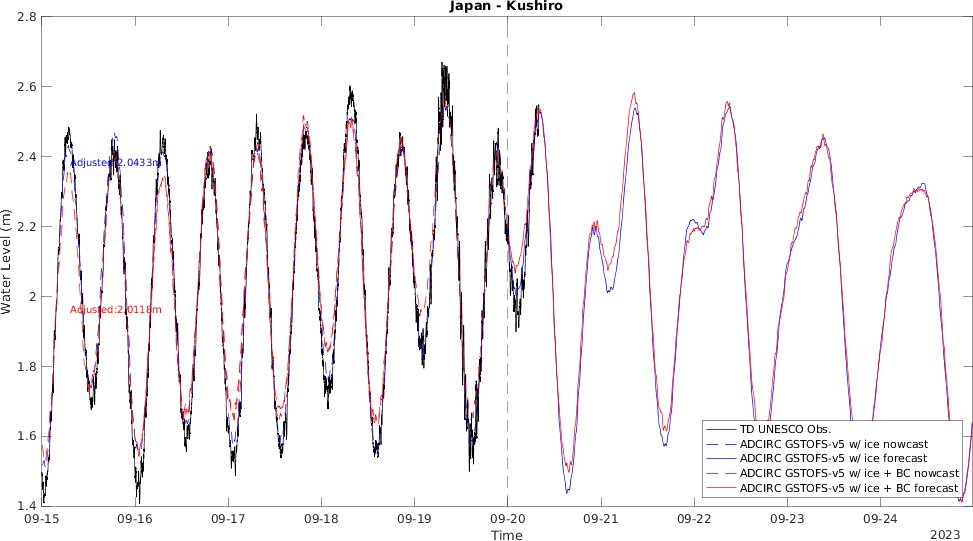 Japan - Kushiro
2.8
2.6
2.4
2.2
2
1.8
1.6
1.4
Water Level (m)
Adjusted:2.0433m
Adjusted:2.0118m
TD UNESCO Obs.
ADCIRC GSTOFS-v5 w/ ice nowcast
ADCIRC GSTOFS-v5 w/ ice forecast
ADCIRC GSTOFS-v5 w/ ice + BC nowcast
ADCIRC GSTOFS-v5 w/ ice + BC forecast
09-15 09-16 09-17 09-18 09-19 09-20 09-21 09-22 09-23 09-24
Time
2023